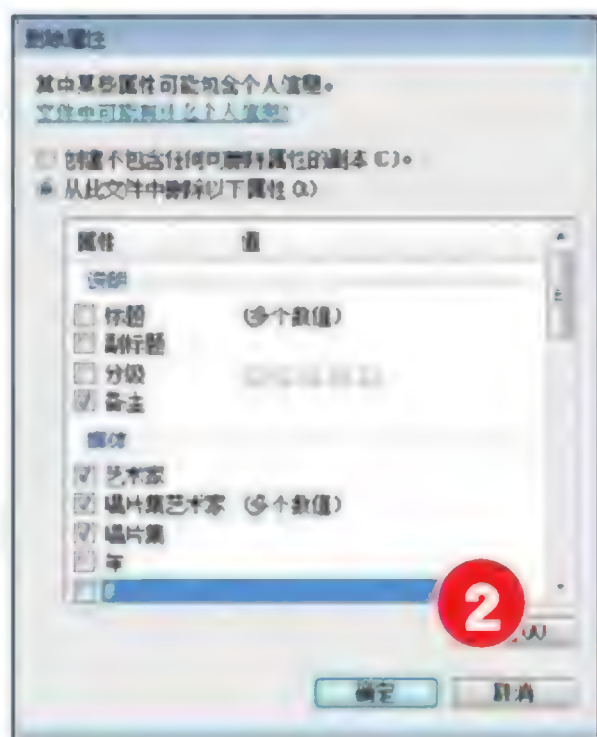 删除属性
其中某些属性可能包含个人信息。
文件中可能有什么个人信息?
创建不包含任何可删除属性的副本(C)。
从此文件中删除以下属性(R)
属性 值
说明
标题 (多个数值)
副标题
分级
备注
媒体
艺术家
唱片集艺术家 (多个数值)
唱片集
年
2
(A)
确定 取消